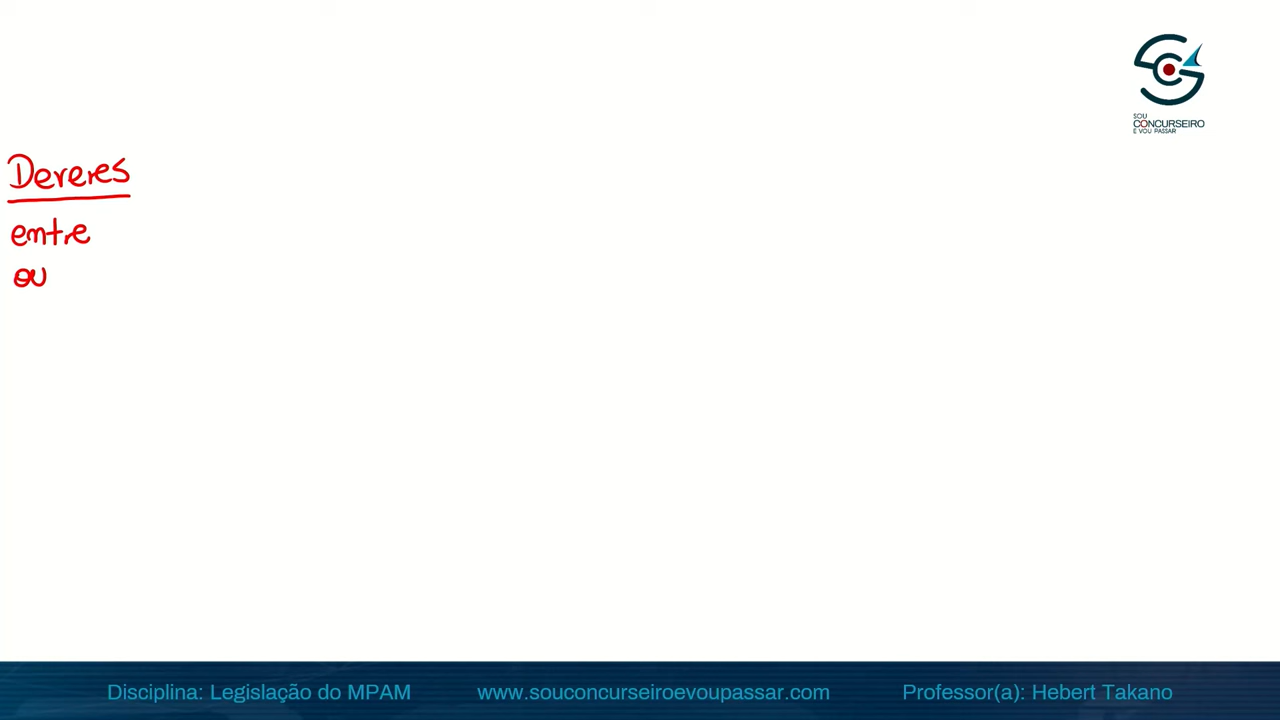 SOU
CONCURSEIRO
E VOU PASSAR
Deveres
entre
ou
Disciplina: Legislação do MPAM
www.souconcurseiroevoupassar.com
Professor(a): Hebert Takano